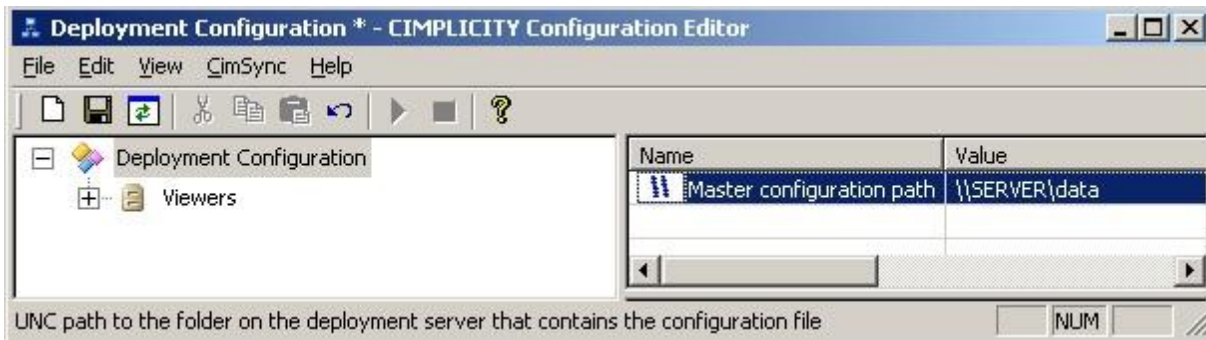 Deployment Configuration * - CIMPLICITY Configuration Editor
File Edit View CimSync Help
Deployment Configuration
Viewers
Name Value
Master configuration path \\SERVER\data
UNC path to the folder on the deployment server that contains the configuration file NUM